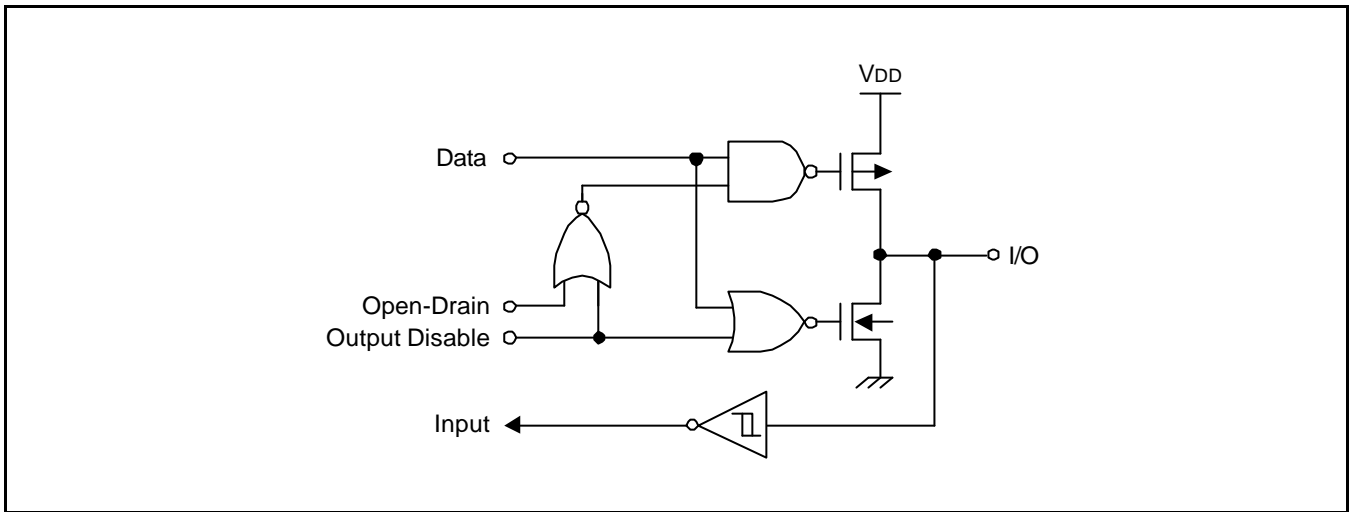 VDD
Data
I/O
Open-Drain
Output Disable
Input